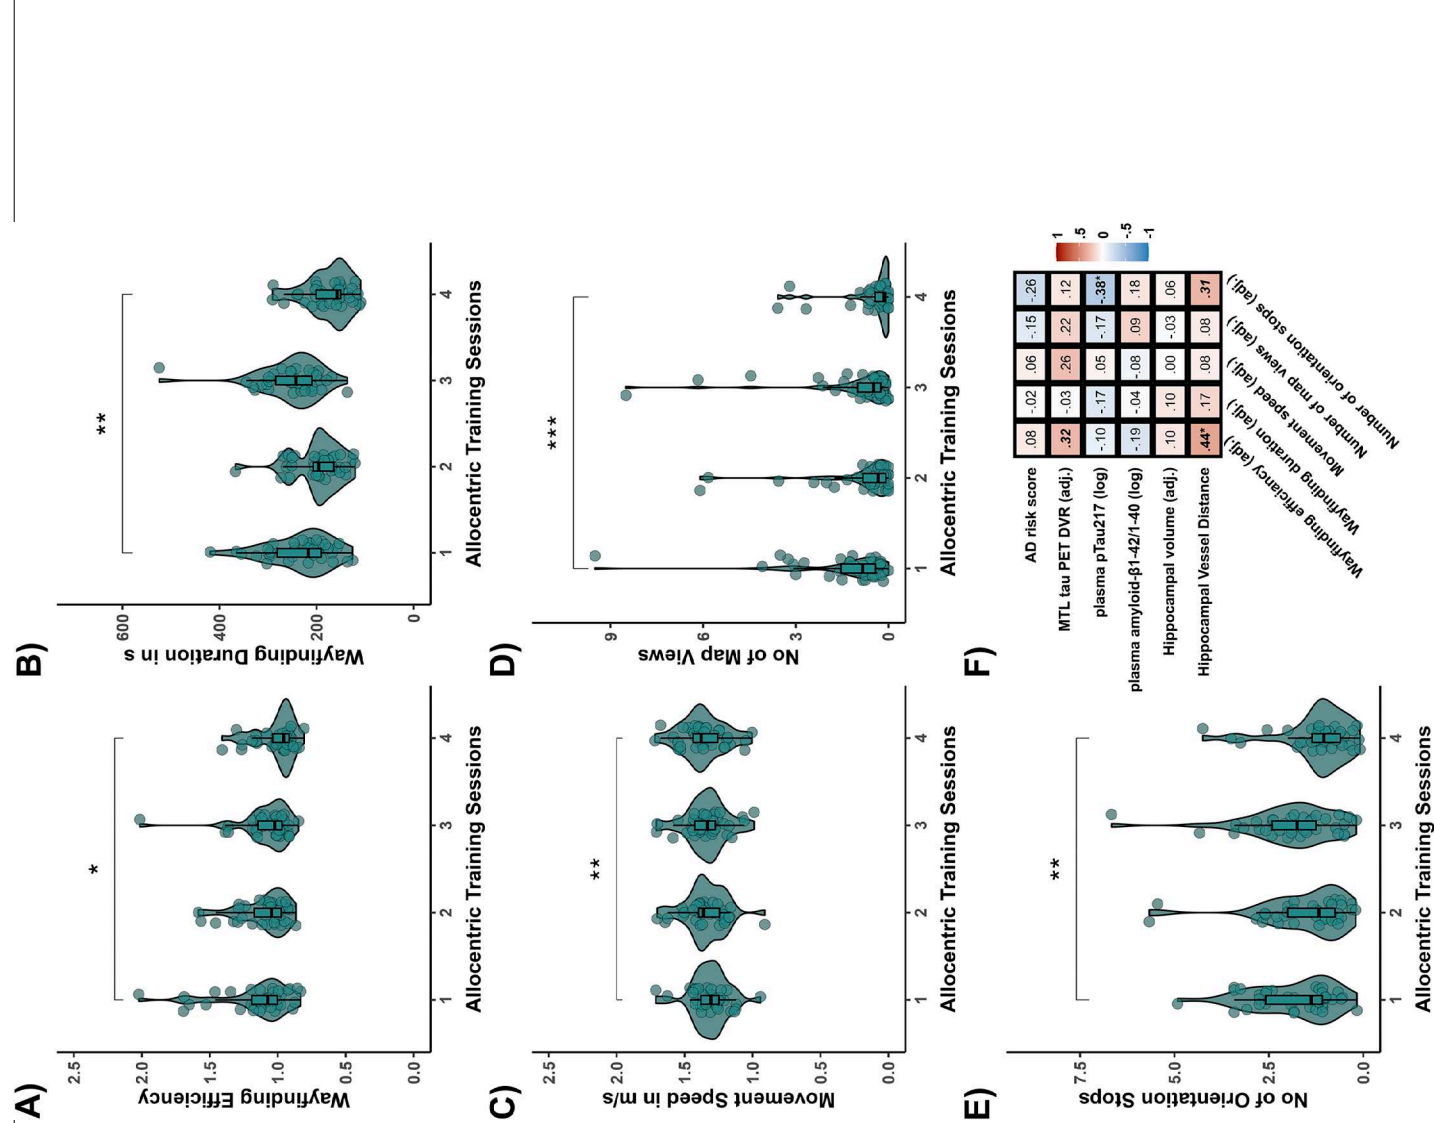 A)
2.5
2.0
1.5
1.0
0.5
0.0
Wayfinding Efficiency
*
1
2
3
4
Allocentric Training Sessions
B)
600
400
200
0
Wayfinding Duration in s
**
1
2
3
4
Allocentric Training Sessions
C)
2.5
2.0
1.5
1.0
0.5
0.0
Movement Speed in m/s
**
1
2
3
4
Allocentric Training Sessions
D)
9
6
3
0
No of Map Views
***
1
2
3
4
Allocentric Training Sessions
E)
7.5
5.0
2.5
0.0
No of Orientation Stops
**
1
2
3
4
Allocentric Training Sessions
F)
AD risk score .08 -.02 .06 -.15 -.26
MTL tau PET DVR (adj.) .32 -.03 .26 .22 .12
plasma pTau217 (log) -.10 -.17 .05 -.17 -.38*
plasma amyloid-β1-42/1-40 (log) -.19 -.04 -.08 .09 .18
Hippocampal volume (adj.) .10 .10 .00 -.03 .06
Hippocampal Vessel Distance .44* .17 .08 .08 .31
Wayfinding efficiancy (adj.)
Wayfinding duration (adj.)
Movement speed (adj.)
Number of map views (adj.)
Number of orientation stops (adj.)
1
.5
0
-.5
-1